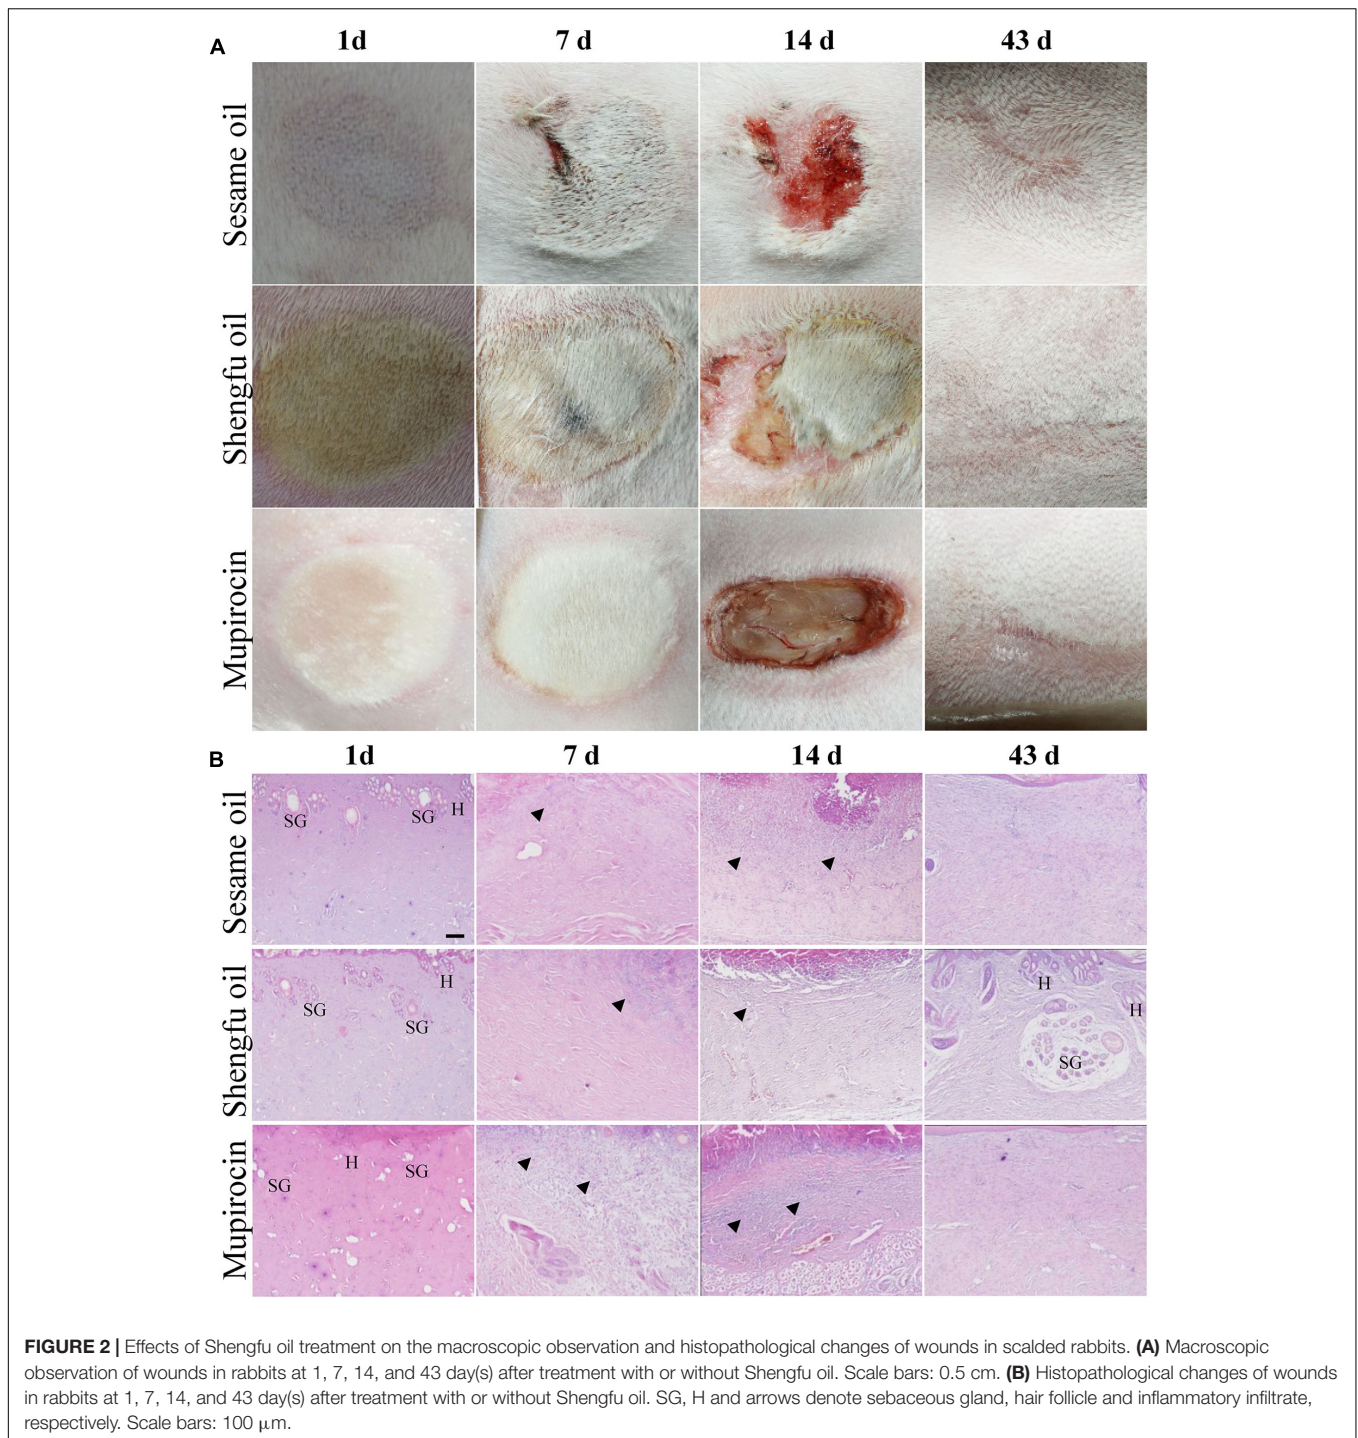 A
1d 7 d 14 d 43 d
Sesame oil
Shengfu oil
Mupirocin
B
1d 7 d 14 d 43 d
Sesame oil
SG SG H
Shengfu oil
SG SG H
H H SG
Mupirocin
SG H SG
FIGURE 2 | Effects of Shengfu oil treatment on the macroscopic observation and histopathological changes of wounds in scalded rabbits. (A) Macroscopic
observation of wounds in rabbits at 1, 7, 14, and 43 day(s) after treatment with or without Shengfu oil. Scale bars: 0.5 cm. (B) Histopathological changes of wounds
in rabbits at 1, 7, 14, and 43 day(s) after treatment with or without Shengfu oil. SG, H and arrows denote sebaceous gland, hair follicle and inflammatory infiltrate,
respectively. Scale bars: 100 μm.